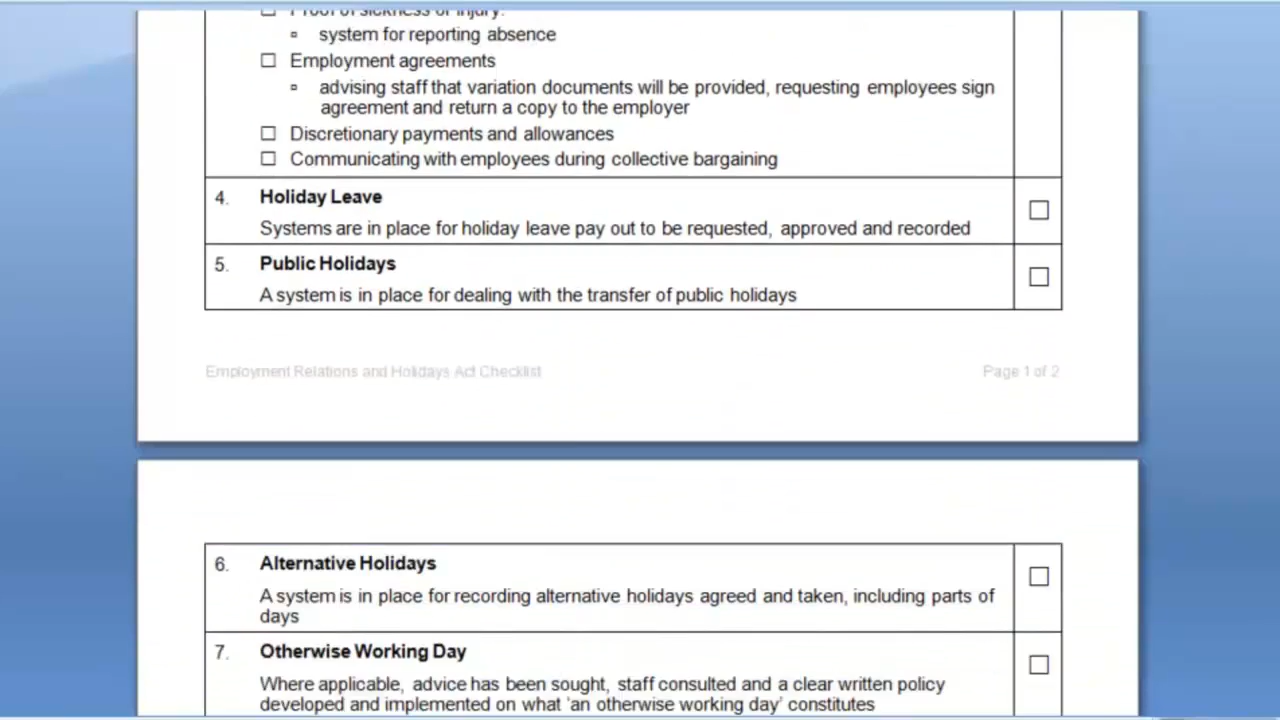 Proof of sickness or injury:
▫ system for reporting absence
☐ Employment agreements
▫ advising staff that variation documents will be provided, requesting employees sign
agreement and return a copy to the employer
☐ Discretionary payments and allowances
☐ Communicating with employees during collective bargaining
4. Holiday Leave ☐
Systems are in place for holiday leave pay out to be requested, approved and recorded
5. Public Holidays ☐
A system is in place for dealing with the transfer of public holidays
Employment Relations and Holidays Act Checklist Page 1 of 2
6. Alternative Holidays ☐
A system is in place for recording alternative holidays agreed and taken, including parts of
days
7. Otherwise Working Day ☐
Where applicable, advice has been sought, staff consulted and a clear written policy
developed and implemented on what 'an otherwise working day' constitutes